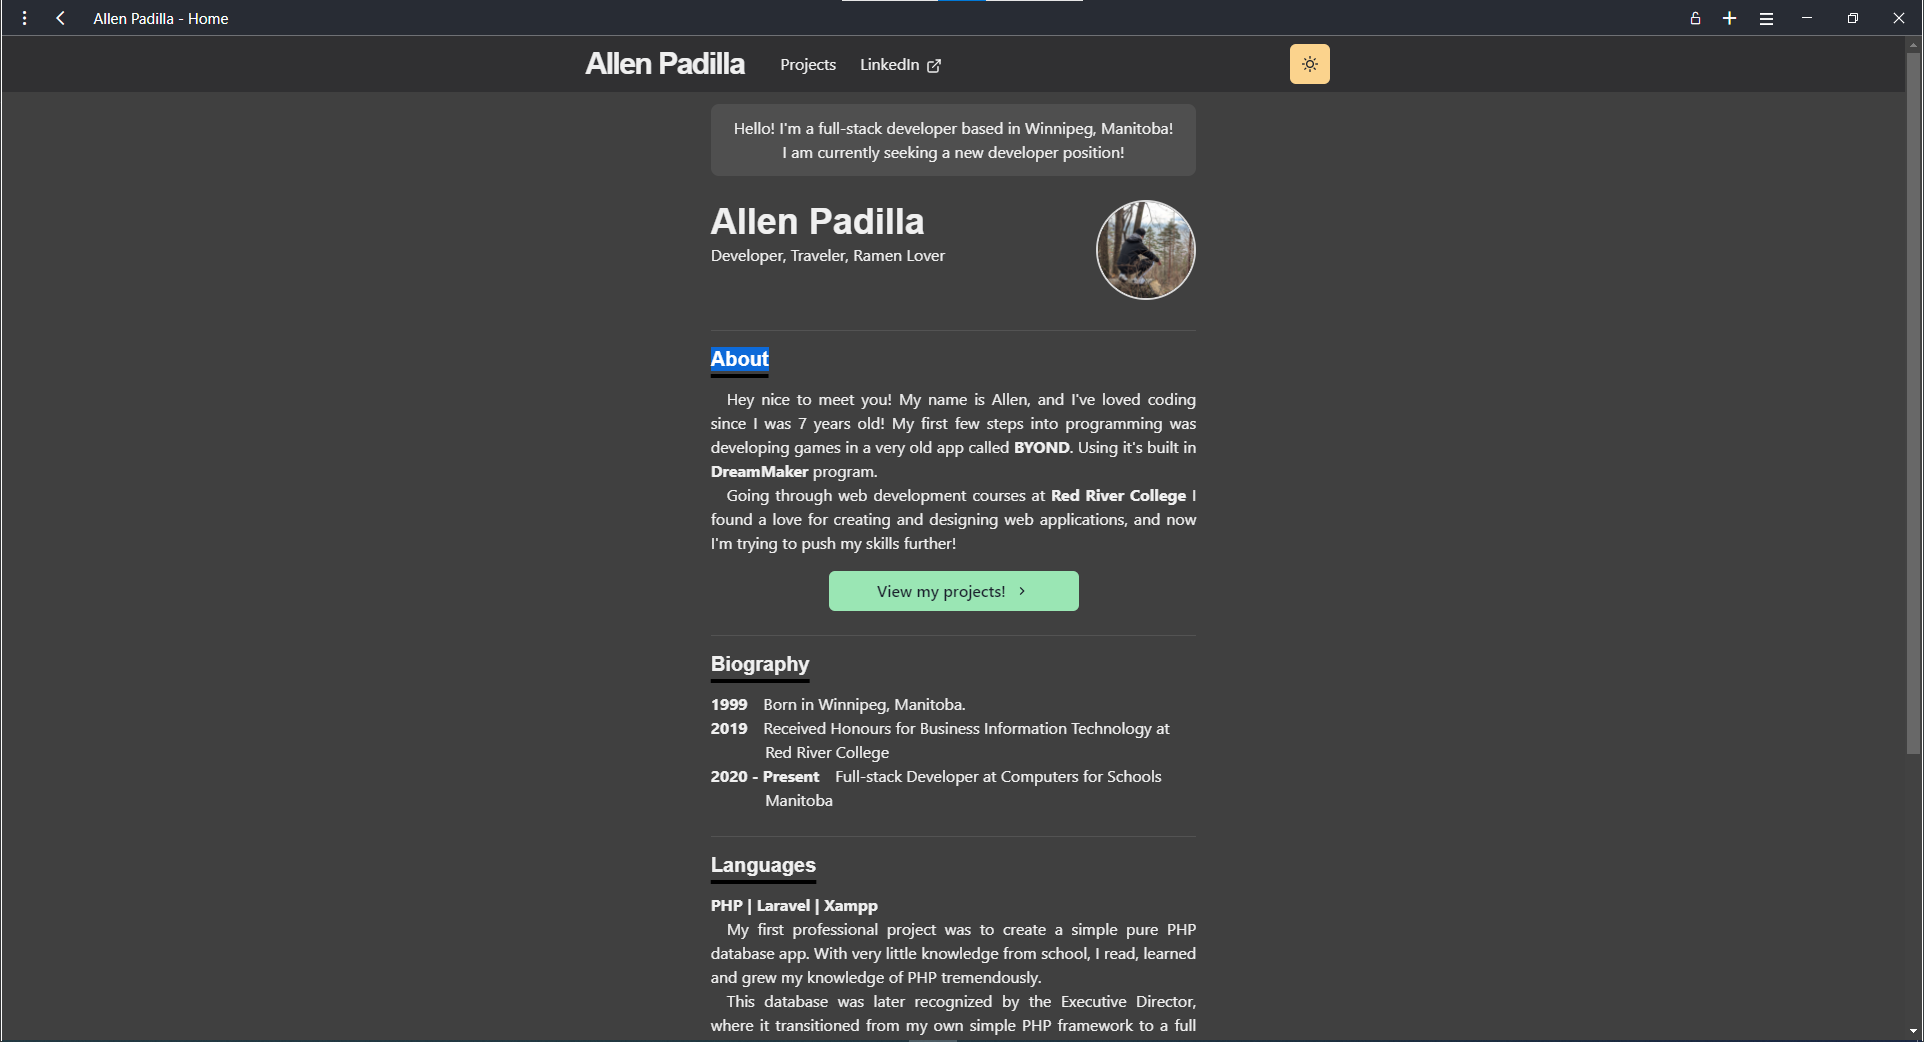 Allen Padilla - Home
Allen Padilla Projects LinkedIn
Hello! I'm a full-stack developer based in Winnipeg, Manitoba!
I am currently seeking a new developer position!
Allen Padilla
Developer, Traveler, Ramen Lover
About
Hey nice to meet you! My name is Allen, and I've loved coding
since I was 7 years old! My first few steps into programming was
developing games in a very old app called BYOND. Using it's built in
DreamMaker program.
Going through web development courses at Red River College I
found a love for creating and designing web applications, and now
I'm trying to push my skills further!
View my projects!
Biography
1999 Born in Winnipeg, Manitoba.
2019 Received Honours for Business Information Technology at
Red River College
2020 - Present Full-stack Developer at Computers for Schools
Manitoba
Languages
PHP | Laravel | Xampp
My first professional project was to create a simple pure PHP
database app. With very little knowledge from school, I read, learned
and grew my knowledge of PHP tremendously.
This database was later recognized by the Executive Director,
where it transitioned from my own simple PHP framework to a full